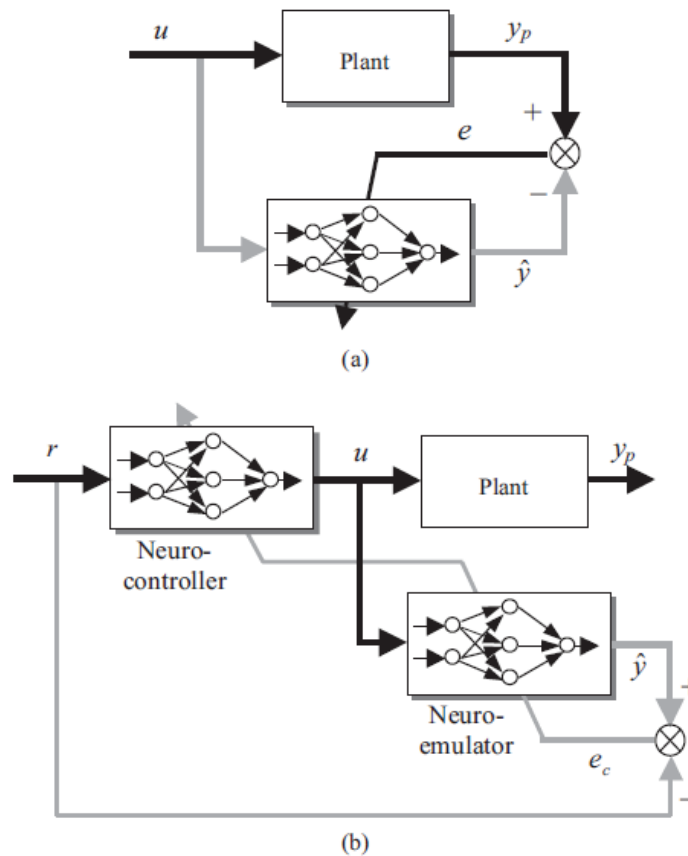 u
Plant
y_p
+
e
−
ŷ
(a)
r
u
Plant
y_p
Neuro-
controller
ŷ
−
Neuro-
emulator
e_c
−
(b)